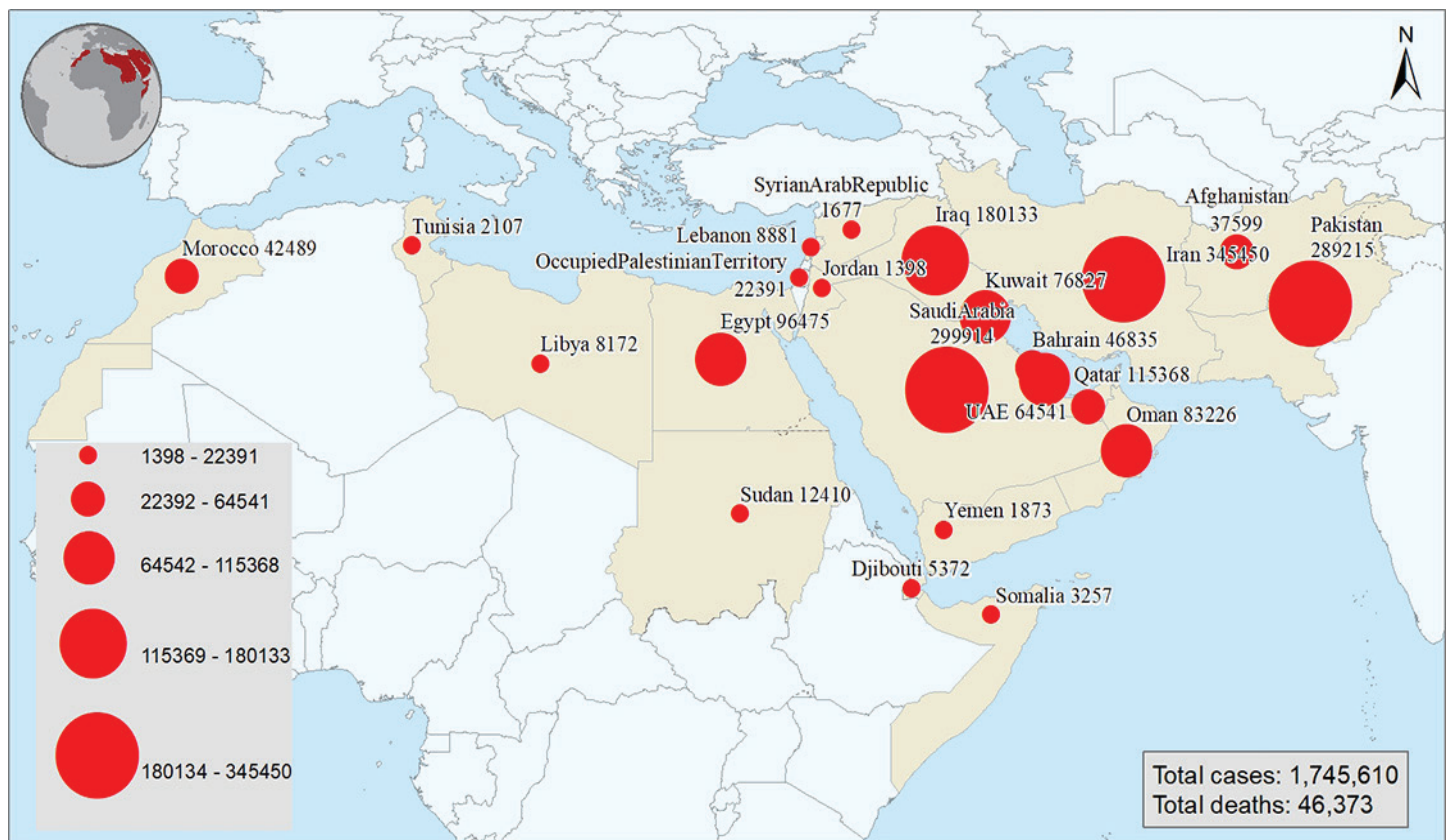 N
SyrianArabRepublic
1677
Iraq 180133
Afghanistan
37599
Pakistan
289215
Tunisia 2107
Lebanon 8881
Morocco 42489
Iran 345450
OccupiedPalestinianTerritory
22391
Jordan 1398
Kuwait 76827
SaudiArabia
299914
Egypt 96475
Libya 8172
Bahrain 46835
Qatar 115368
UAE 64541
Oman 83226
Sudan 12410
Yemen 1873
Djibouti 5372
Somalia 3257
1398 - 22391
22392 - 64541
64542 - 115368
115369 - 180133
180134 - 345450
Total cases: 1,745,610
Total deaths: 46,373